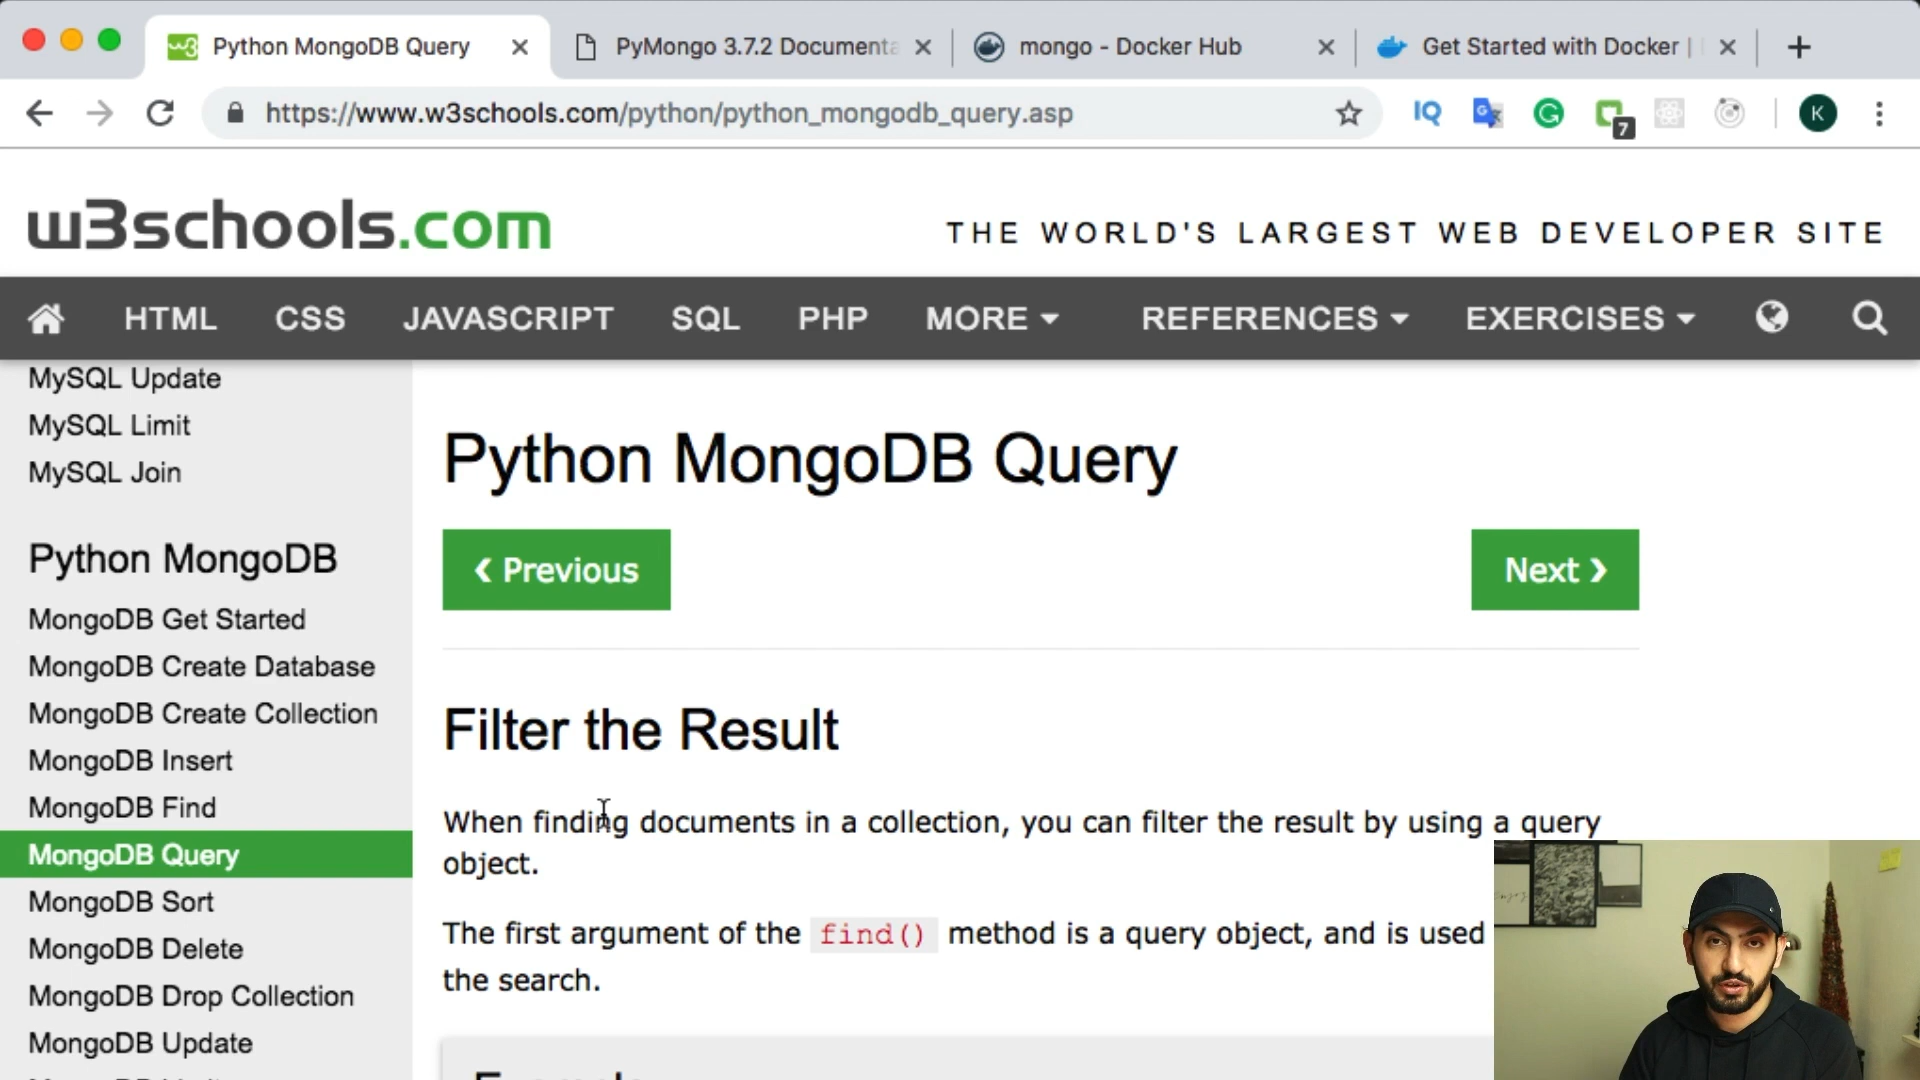 Python MongoDB Query
PyMongo 3.7.2 Documenta
mongo - Docker Hub
Get Started with Docker |
https://www.w3schools.com/python/python_mongodb_query.asp
IQ
7
K
w3schools.com
THE WORLD'S LARGEST WEB DEVELOPER SITE
HTML CSS JAVASCRIPT SQL PHP MORE REFERENCES EXERCISES
MySQL Update
MySQL Limit
MySQL Join
Python MongoDB
MongoDB Get Started
MongoDB Create Database
MongoDB Create Collection
MongoDB Insert
MongoDB Find
MongoDB Query
MongoDB Sort
MongoDB Delete
MongoDB Drop Collection
MongoDB Update
Python MongoDB Query
❮ Previous
Next ❯
Filter the Result
When finding documents in a collection, you can filter the result by using a query
object.
The first argument of the find() method is a query object, and is used
the search.